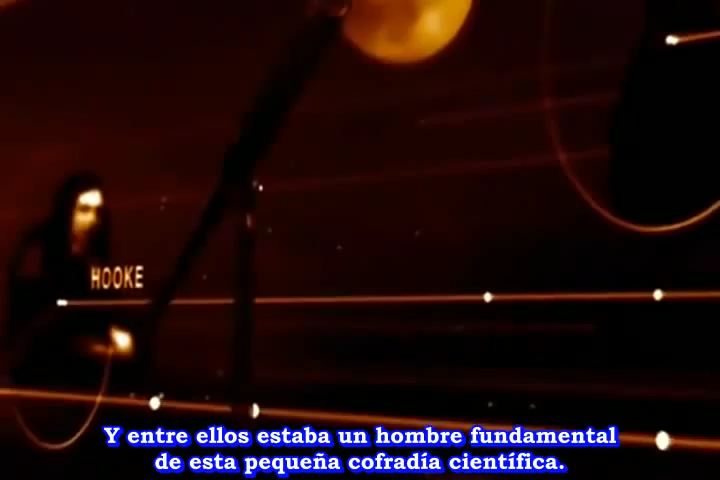 HOOKE
Y entre ellos estaba un hombre fundamental
de esta pequeña cofradía científica.